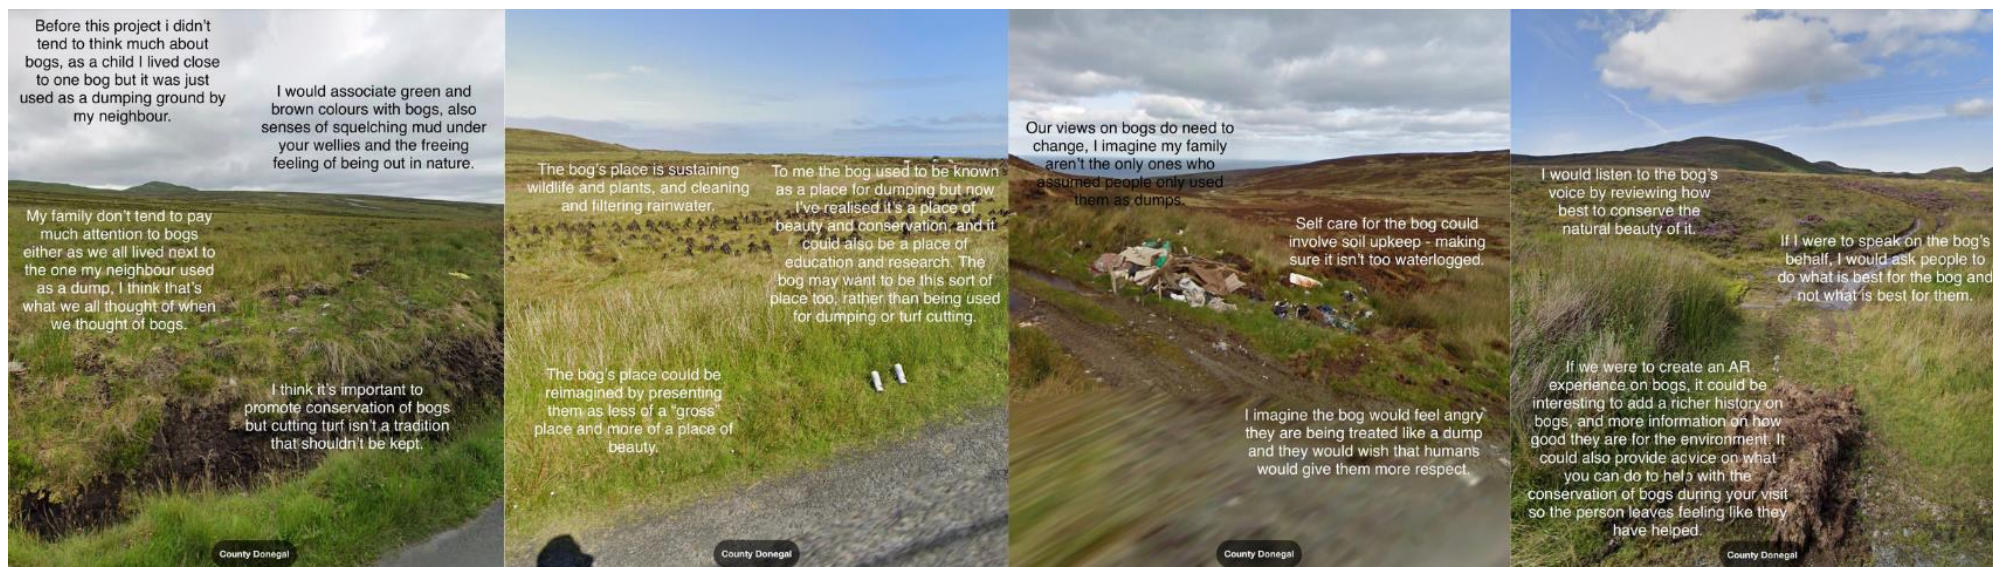 Before this project i didn't
tend to think much about
bogs, as a child I lived close
to one bog but it was just
used as a dumping ground by
my neighbour.
I would associate green and
brown colours with bogs, also
senses of squelching mud under
your wellies and the freeing
feeling of being out in nature.
My family don't tend to pay
much attention to bogs
either as we all lived next to
the one my neighbour used
as a dump, I think that's
what we all thought of when
we thought of bogs.
I think it's important to
promote conservation of bogs
but cutting turf isn't a tradition
that shouldn't be kept.
County Donegal
The bog's place is sustaining
wildlife and plants, and cleaning
and filtering rainwater.
To me the bog used to be known
as a place for dumping but now
I've realised it's a place of
beauty and conservation, and it
could also be a place of
education and research. The
bog may want to be this sort of
place too, rather than being used
for dumping or turf cutting.
The bog's place could be
reimagined by presenting
them as less of a "gross"
place and more of a place of
beauty.
County Donegal
Our views on bogs do need to
change, I imagine my family
aren't the only ones who
assumed people only used
them as dumps.
Self care for the bog could
involve soil upkeep - making
sure it isn't too waterlogged.
I imagine the bog would feel angry
they are being treated like a dump
and they would wish that humans
would give them more respect.
County Donegal
I would listen to the bog's
voice by reviewing how
best to conserve the
natural beauty of it.
If I were to speak on the bog's
behalf, I would ask people to
do what is best for the bog and
not what is best for them.
If we were to create an AR
experience on bogs, it could be
interesting to add a richer history on
bogs, and more information on how
good they are for the environment. It
could also provide advice on what
you can do to help with the
conservation of bogs during your visit
so the person leaves feeling like they
have helped.
County Donegal